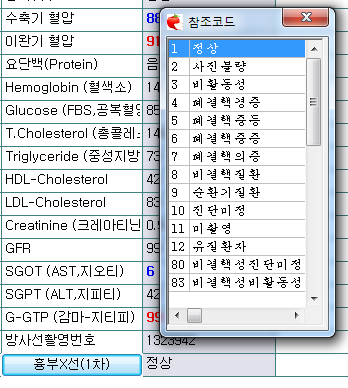 수축기 혈압 88
이완기 혈압 91
요단백(Protein) 음
Hemoglobin (혈색소) 14
Glucose (FBS,공복혈당 85
T.Cholesterol (총콜레스 14
Triglyceride (중성지방 73
HDL-Cholesterol 42
LDL-Cholesterol 83
Creatinine (크레아티닌 0.9
GFR 99
SGOT (AST,지오티) 6
SGPT (ALT,지피티) 42
G-GTP (감마-지티피) 99
방사선촬영번호 1323942
흉부X선(1차) 정상
참조코드
1 정상
2 사진불량
3 비활동성
4 폐결핵경증
5 폐결핵중증
6 폐결핵중등
7 폐결핵의증
8 비결핵질환
9 순환기질환
10 진단미정
11 미촬영
12 유질환자
80 비결핵성진단미정
83 비결핵성비활동성